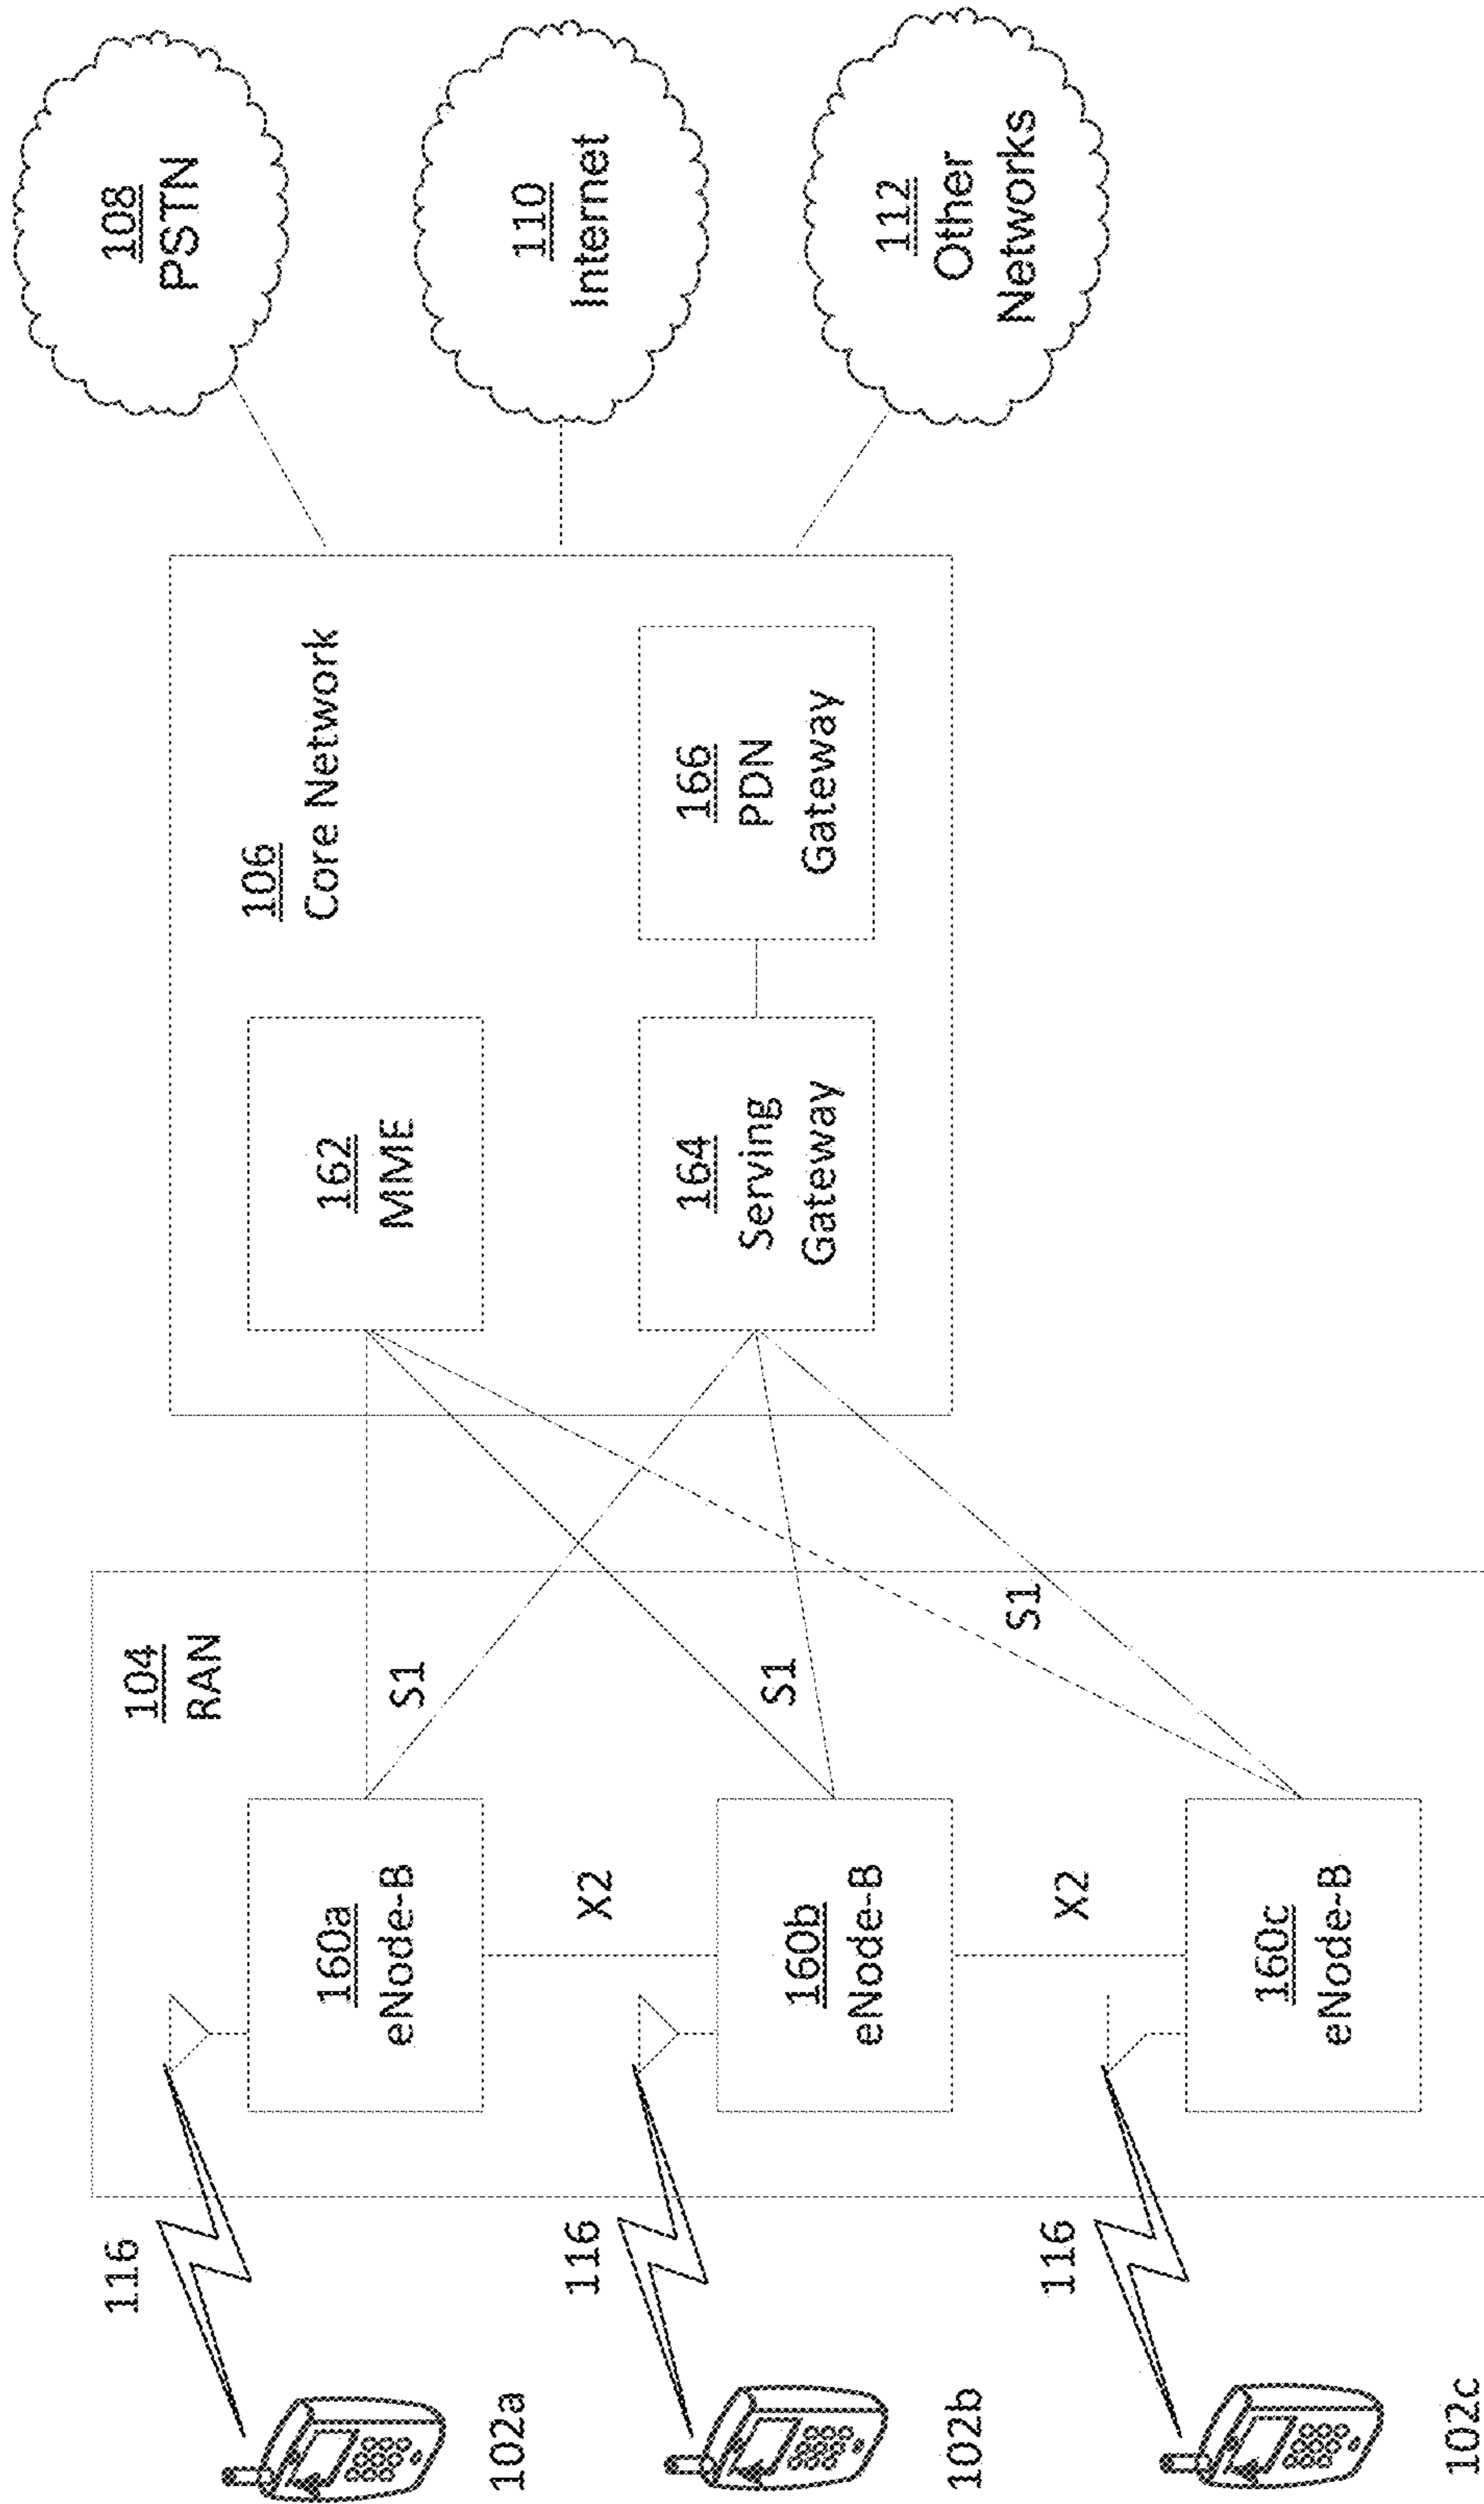 104
RAN
106
Core Network
108
PSTN
116
160a
eNode-B
S1
162
MME
102a
X2
110
Internet
116
160b
eNode-B
S1
164
Serving
Gateway
166
PDN
Gateway
102b
X2
S1
112
Other
Networks
116
160c
eNode-B
102c